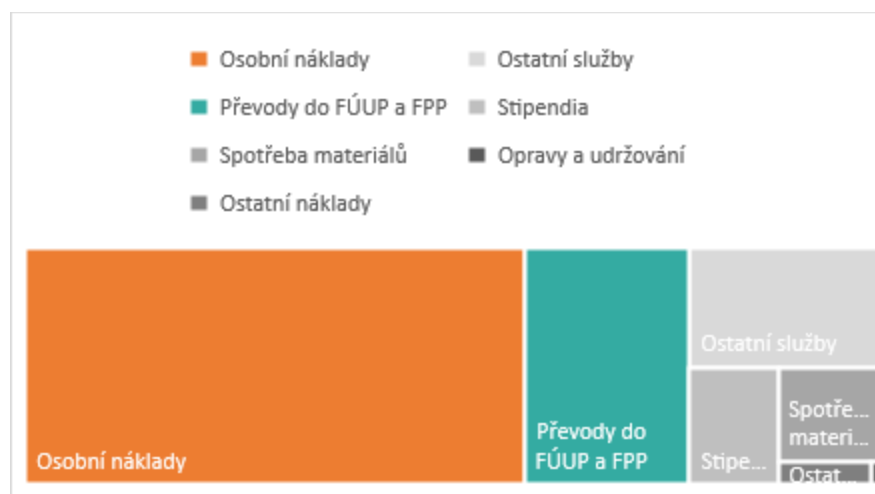 Osobní náklady
Ostatní služby
Převody do FÚUP a FPP
Stipendia
Spotřeba materiálů
Opravy a udržování
Ostatní náklady
Ostatní služby
Spotře...
materi...
Převody do
FÚUP a FPP
Osobní náklady
Stipe...
Ostat...